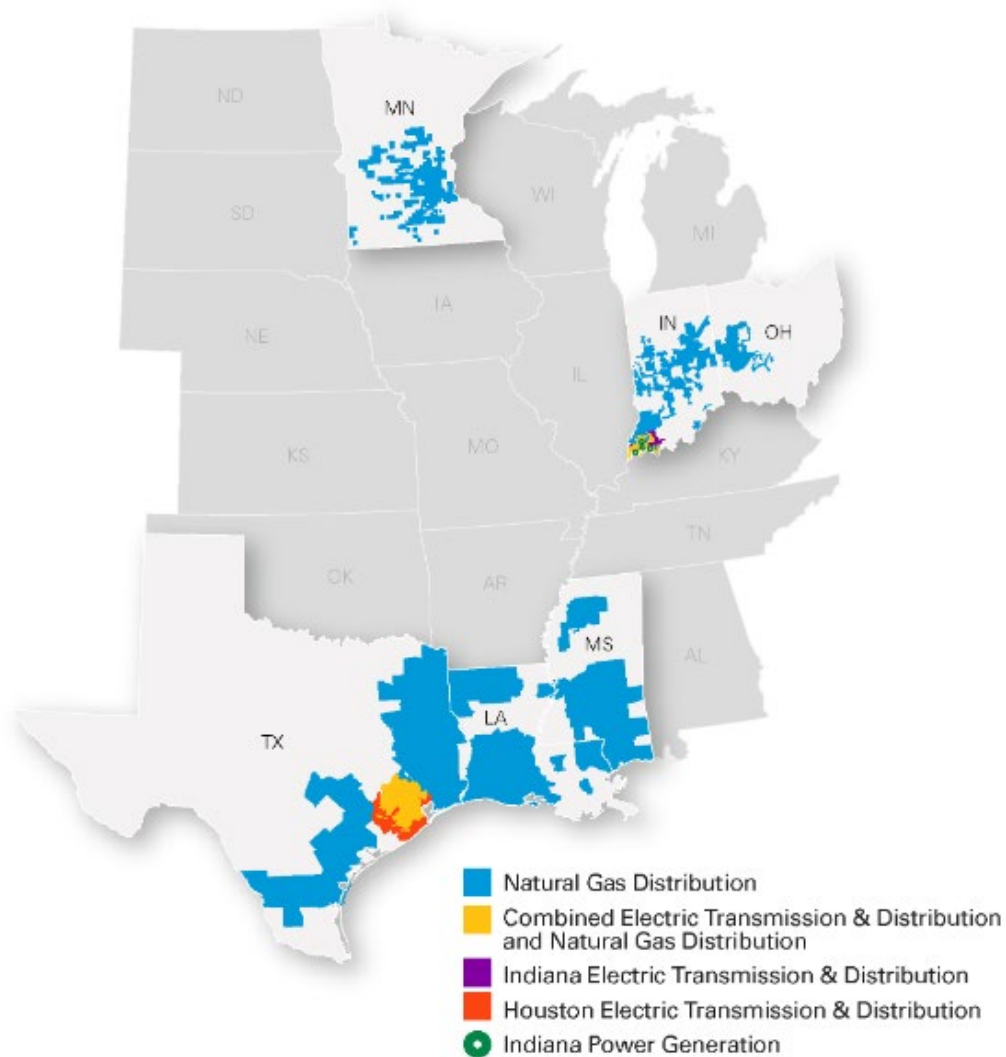 ND
MN
SD
WI
MI
IA
NE
IN
OH
IL
KS
MO
KY
TN
OK
AR
MS
AL
LA
TX
Natural Gas Distribution
Combined Electric Transmission & Distribution
and Natural Gas Distribution
Indiana Electric Transmission & Distribution
Houston Electric Transmission & Distribution
Indiana Power Generation